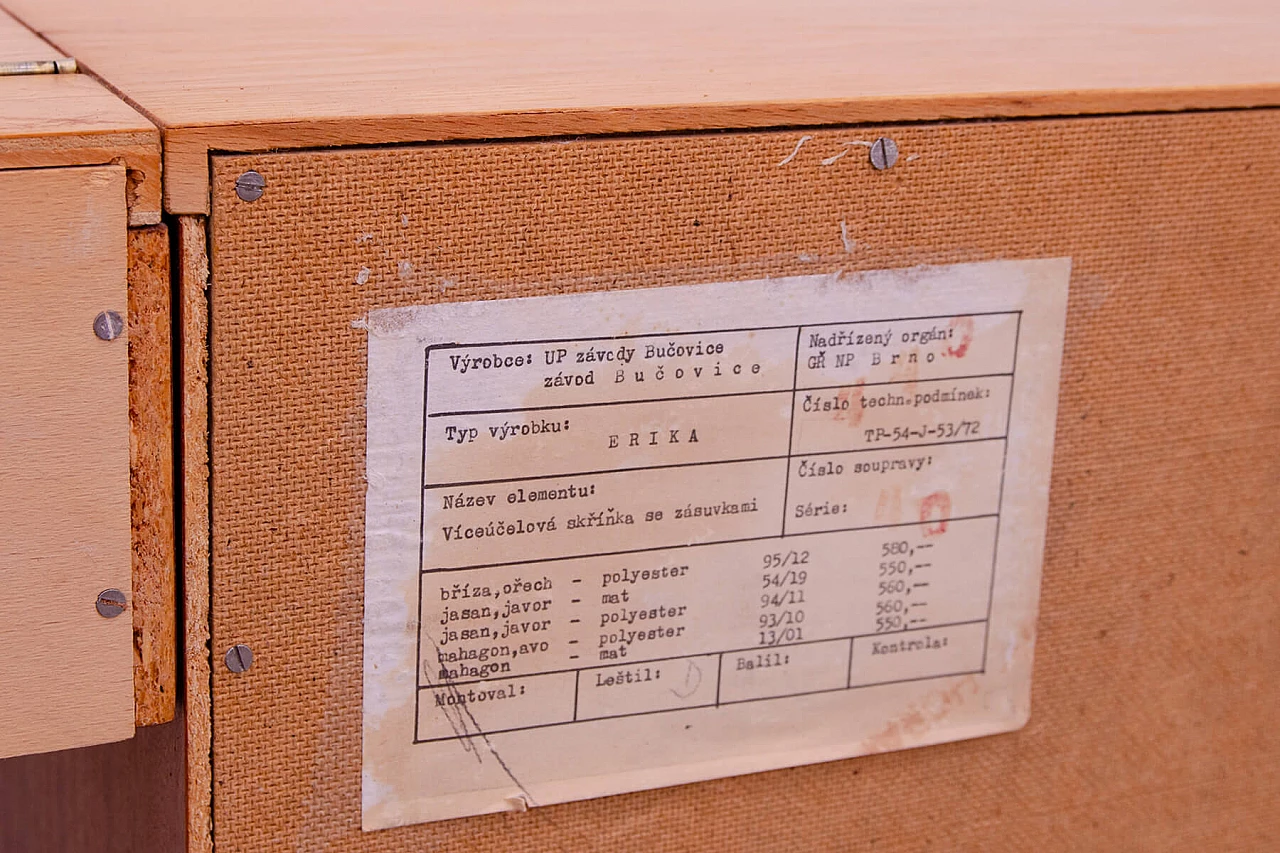 Výrobce: UP závody Bučovice
závod Bučovice
Nadřízený orgán:
GŘ NP Brno
Typ výrobku:
ERIKA
Číslo techn.podmínek:
TP-54-J-53/72
Název elementu:
Víceúčelová skříňka se zásuvkami
Číslo soupravy:
Série:
bříza,ořech – polyester 95/12 580,--
jasan,javor – mat 54/19 550,--
jasan,javor – polyester 94/11 560,--
mahagon,avo – polyester 93/10 560,--
mahagon – mat 13/01 550,--
Montoval:
Leštil:
Balil:
Kontrola: